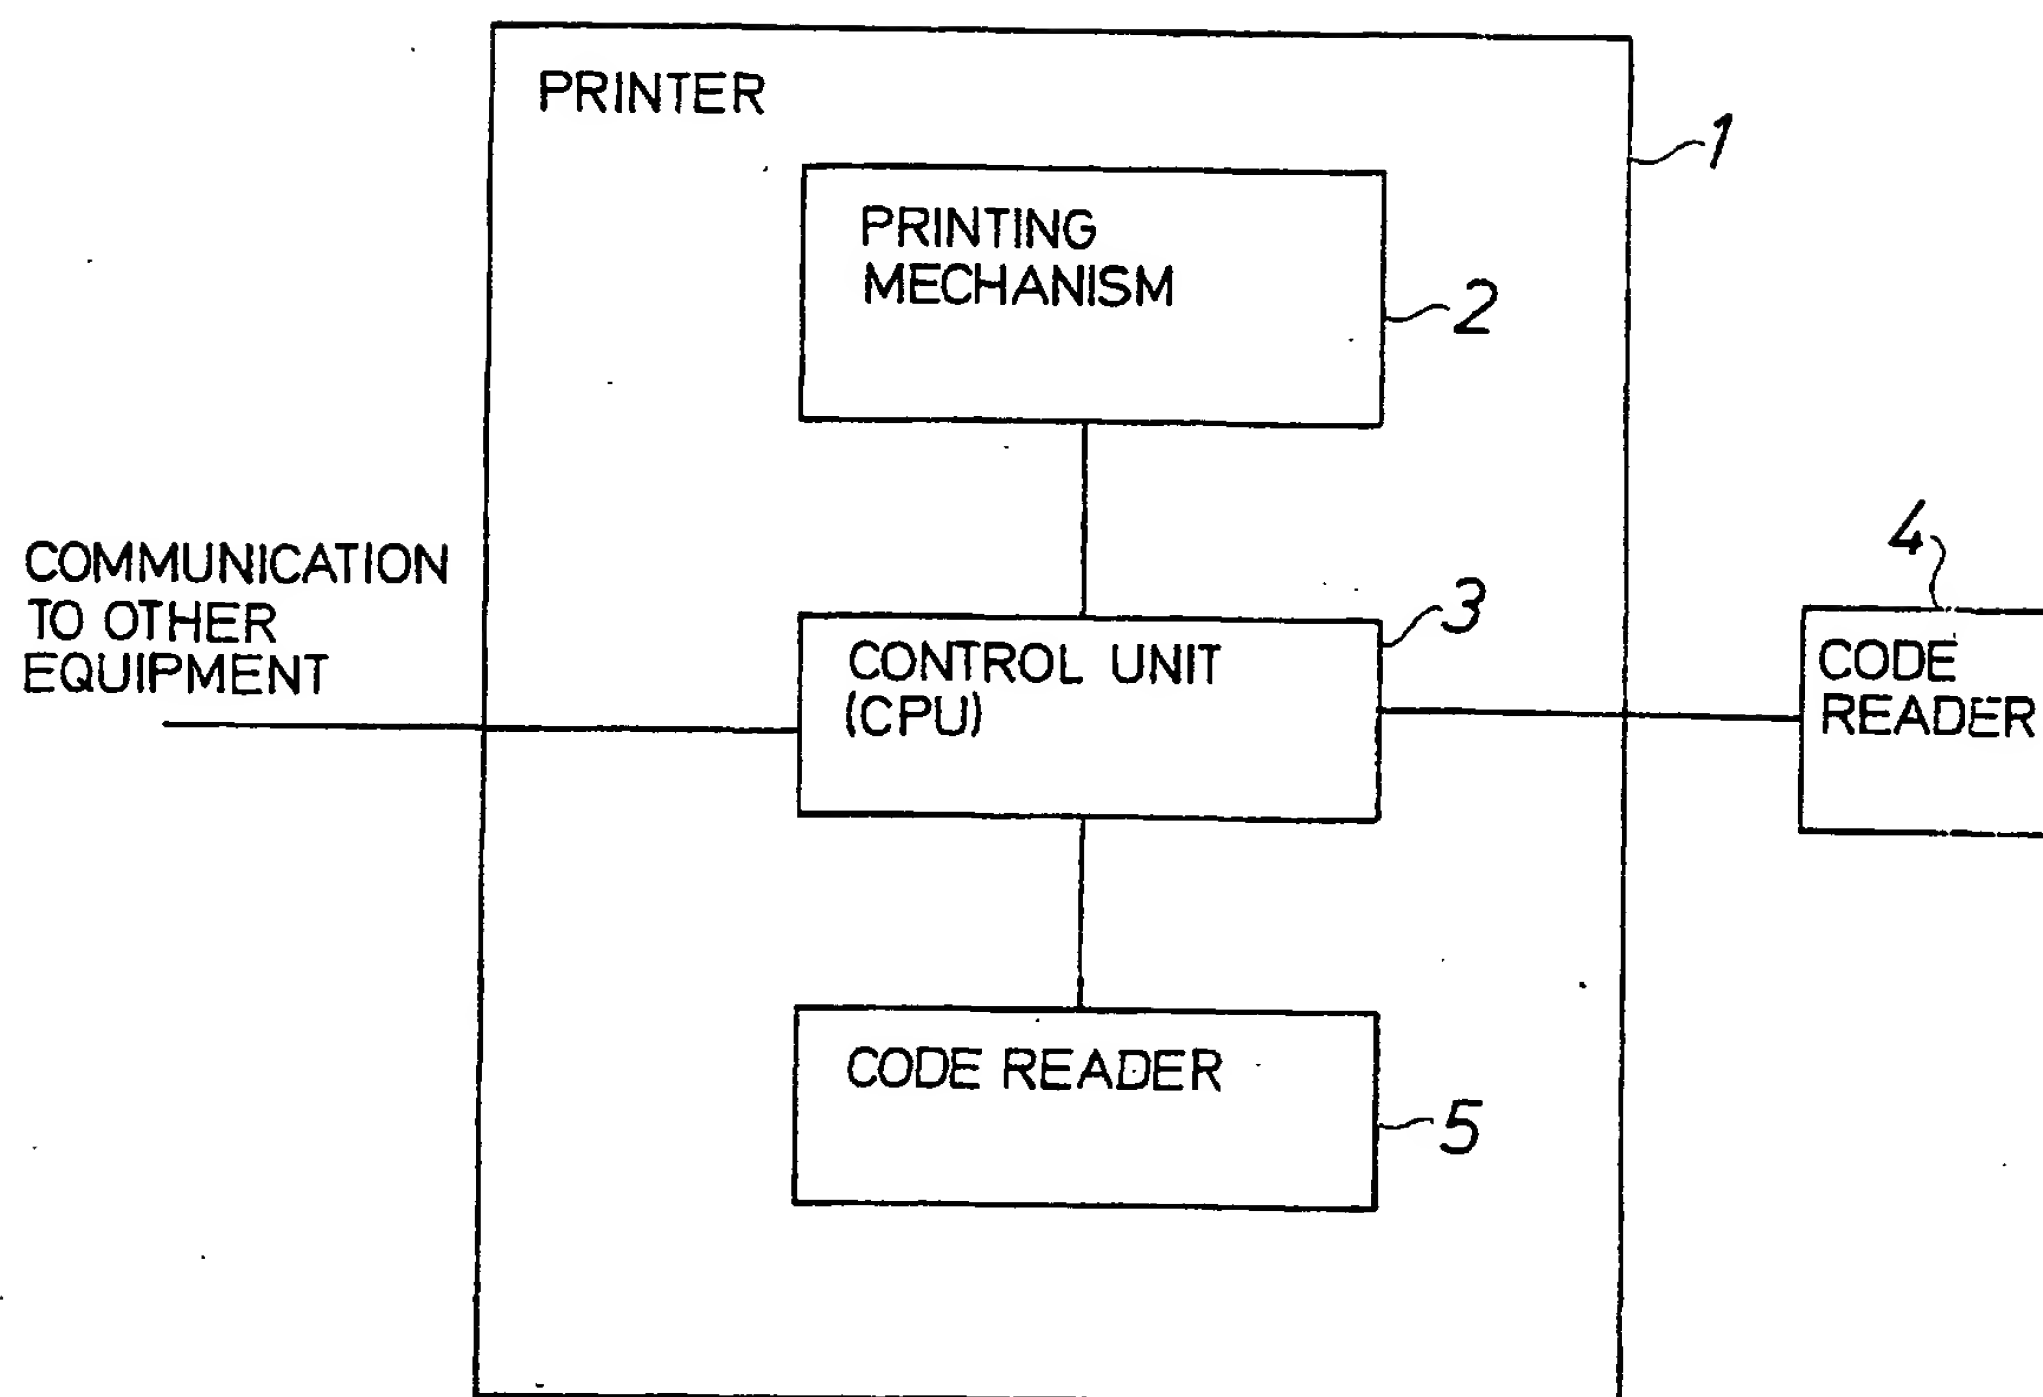 PRINTER
1
PRINTING
MECHANISM
2
COMMUNICATION
TO OTHER
EQUIPMENT
3
CONTROL UNIT
(CPU)
4
CODE
READER
CODE READER
5